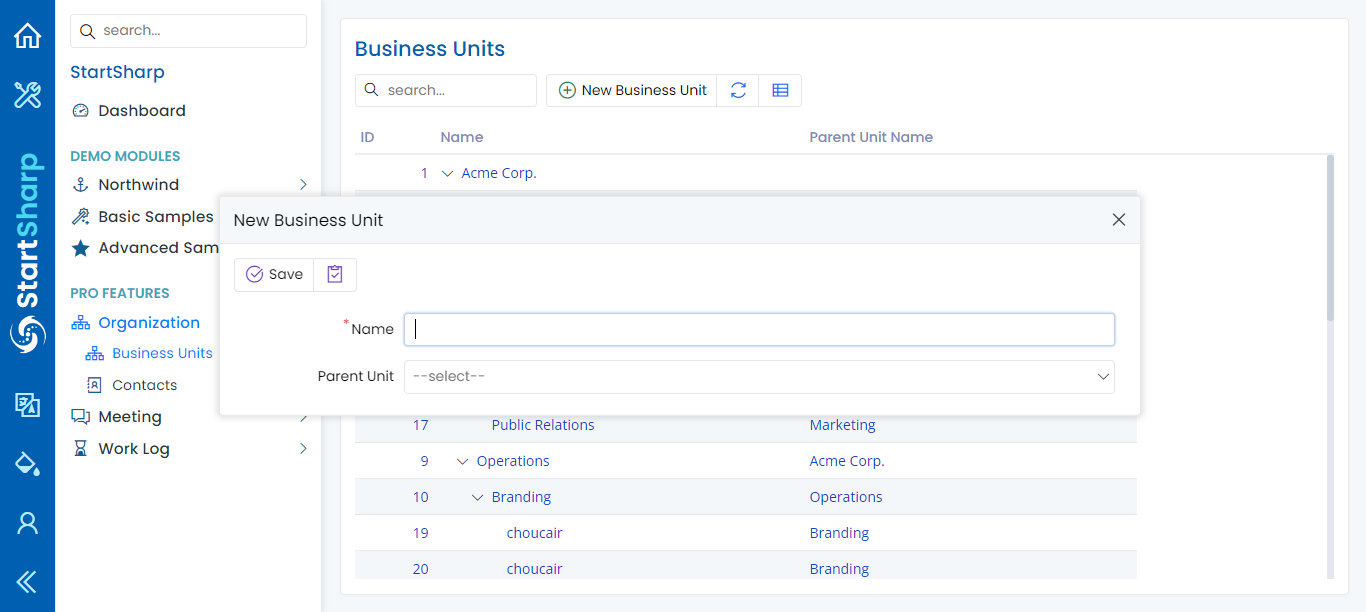 StartSharp
search...
StartSharp
Dashboard
DEMO MODULES
Northwind
Basic Samples
Advanced Sam
PRO FEATURES
Organization
Business Units
Contacts
Meeting
Work Log
Business Units
search...
New Business Unit
ID Name Parent Unit Name
1 Acme Corp.
New Business Unit
Save
*Name
Parent Unit --select--
17 Public Relations Marketing
9 Operations Acme Corp.
10 Branding Operations
19 choucair Branding
20 choucair Branding